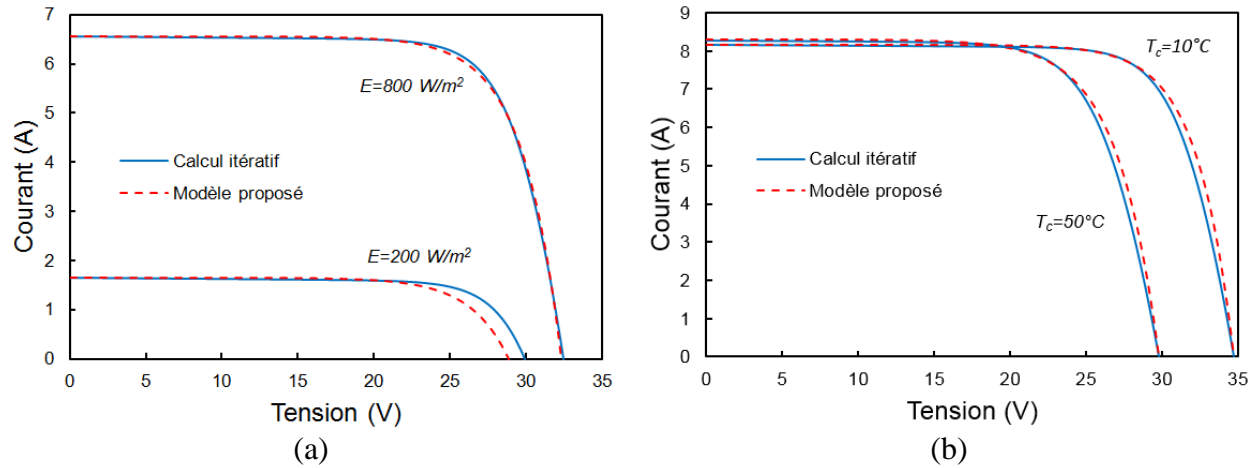 7
6
5
4
3
2
1
0
Courant (A)
E=800 W/m²
Calcul itératif
Modèle proposé
E=200 W/m²
0 5 10 15 20 25 30 35
Tension (V)
(a)
9
8
7
6
5
4
3
2
1
0
Courant (A)
T_c=10°C
Calcul itératif
Modèle proposé
T_c=50°C
0 5 10 15 20 25 30 35
Tension (V)
(b)